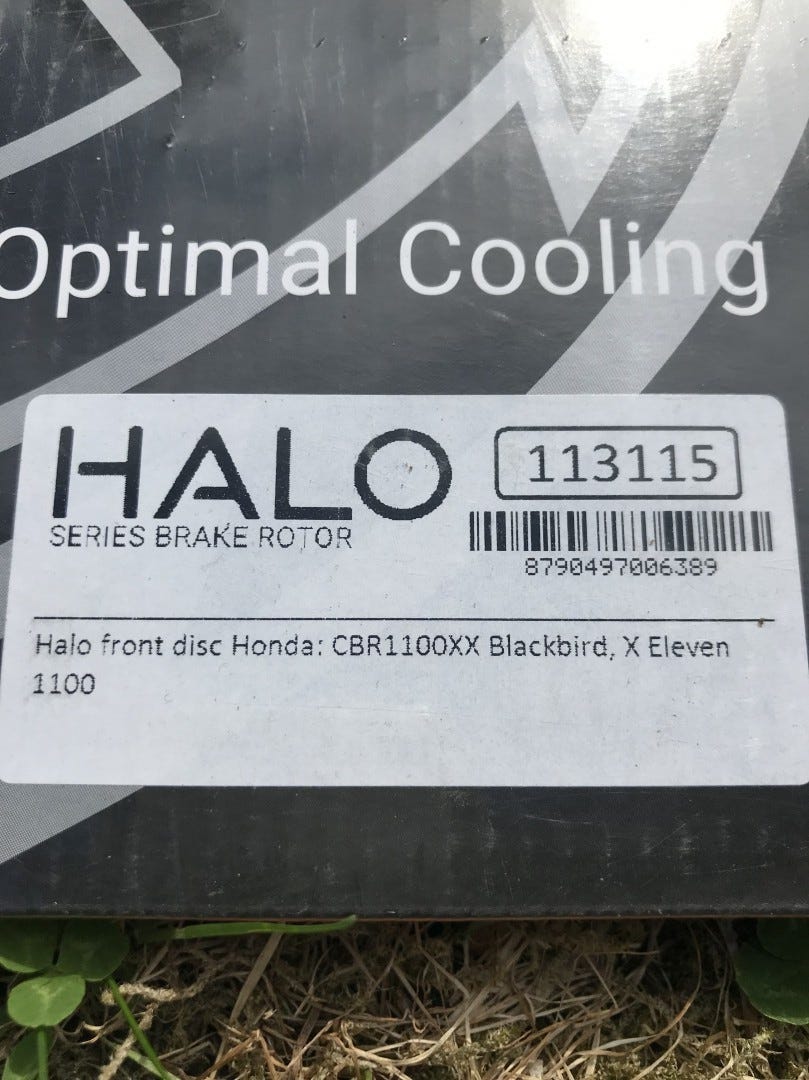 Optimal Cooling
HALO 113115
SERIES BRAKE ROTOR
8790497006389
Halo front disc Honda: CBR1100XX Blackbird, X Eleven
1100